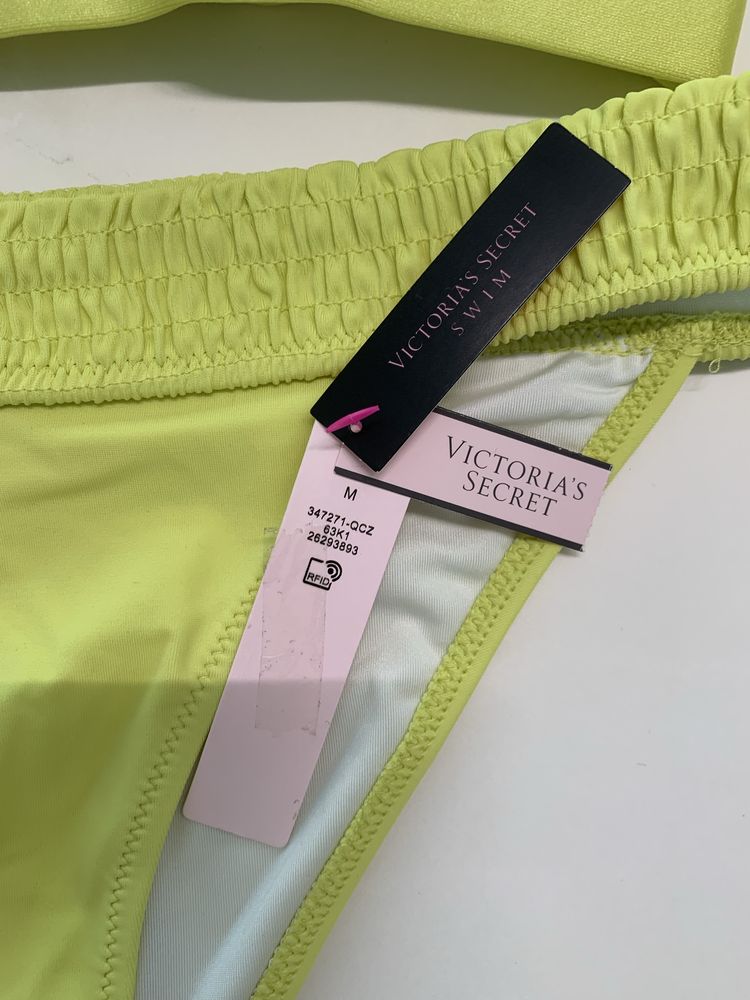 VICTORIA'S SECRET
SWIM
VICTORIA'S
SECRET
M
347271-QCZ
63K1
26293893
RFID